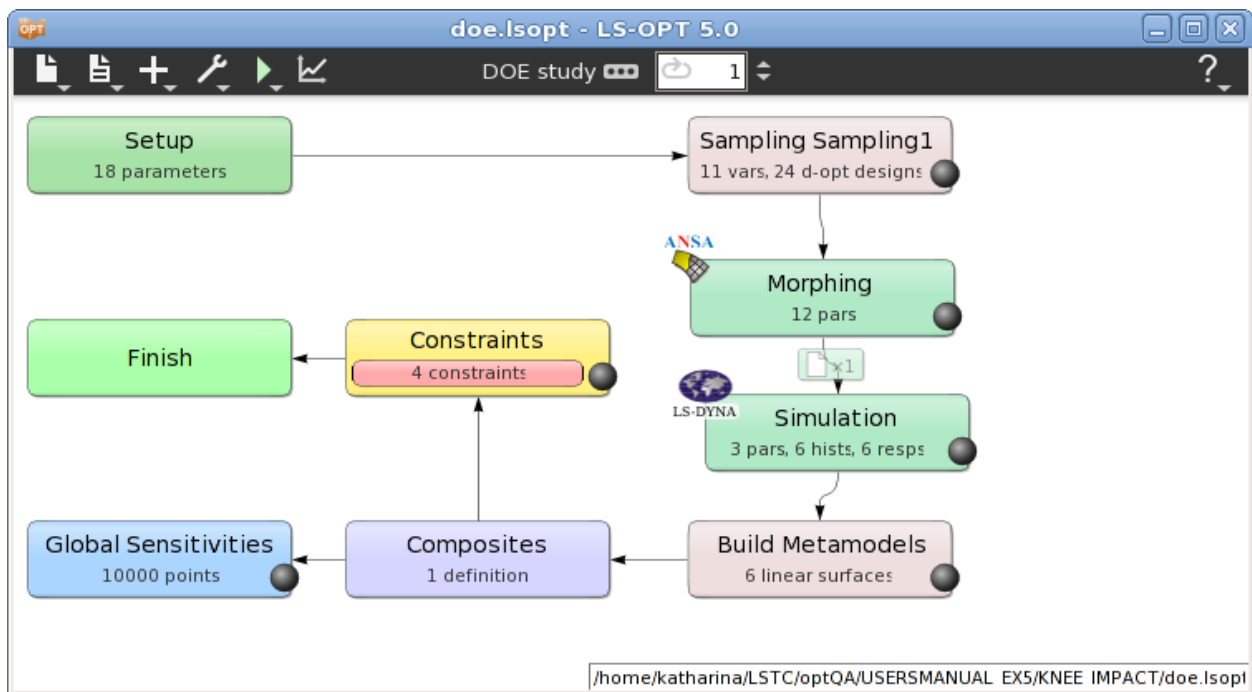 doe.lsopt - LS-OPT 5.0
OPT
DOE study 1
?
Setup
18 parameters
Sampling Sampling1
11 vars, 24 d-opt designs
ANSA
Morphing
12 pars
x1
Finish
Constraints
4 constraints
LS-DYNA
Simulation
3 pars, 6 hists, 6 resps
Global Sensitivities
10000 points
Composites
1 definition
Build Metamodels
6 linear surfaces
/home/katharina/LSTC/optQA/USERSMANUAL_EX5/KNEE_IMPACT/doe.lsopt